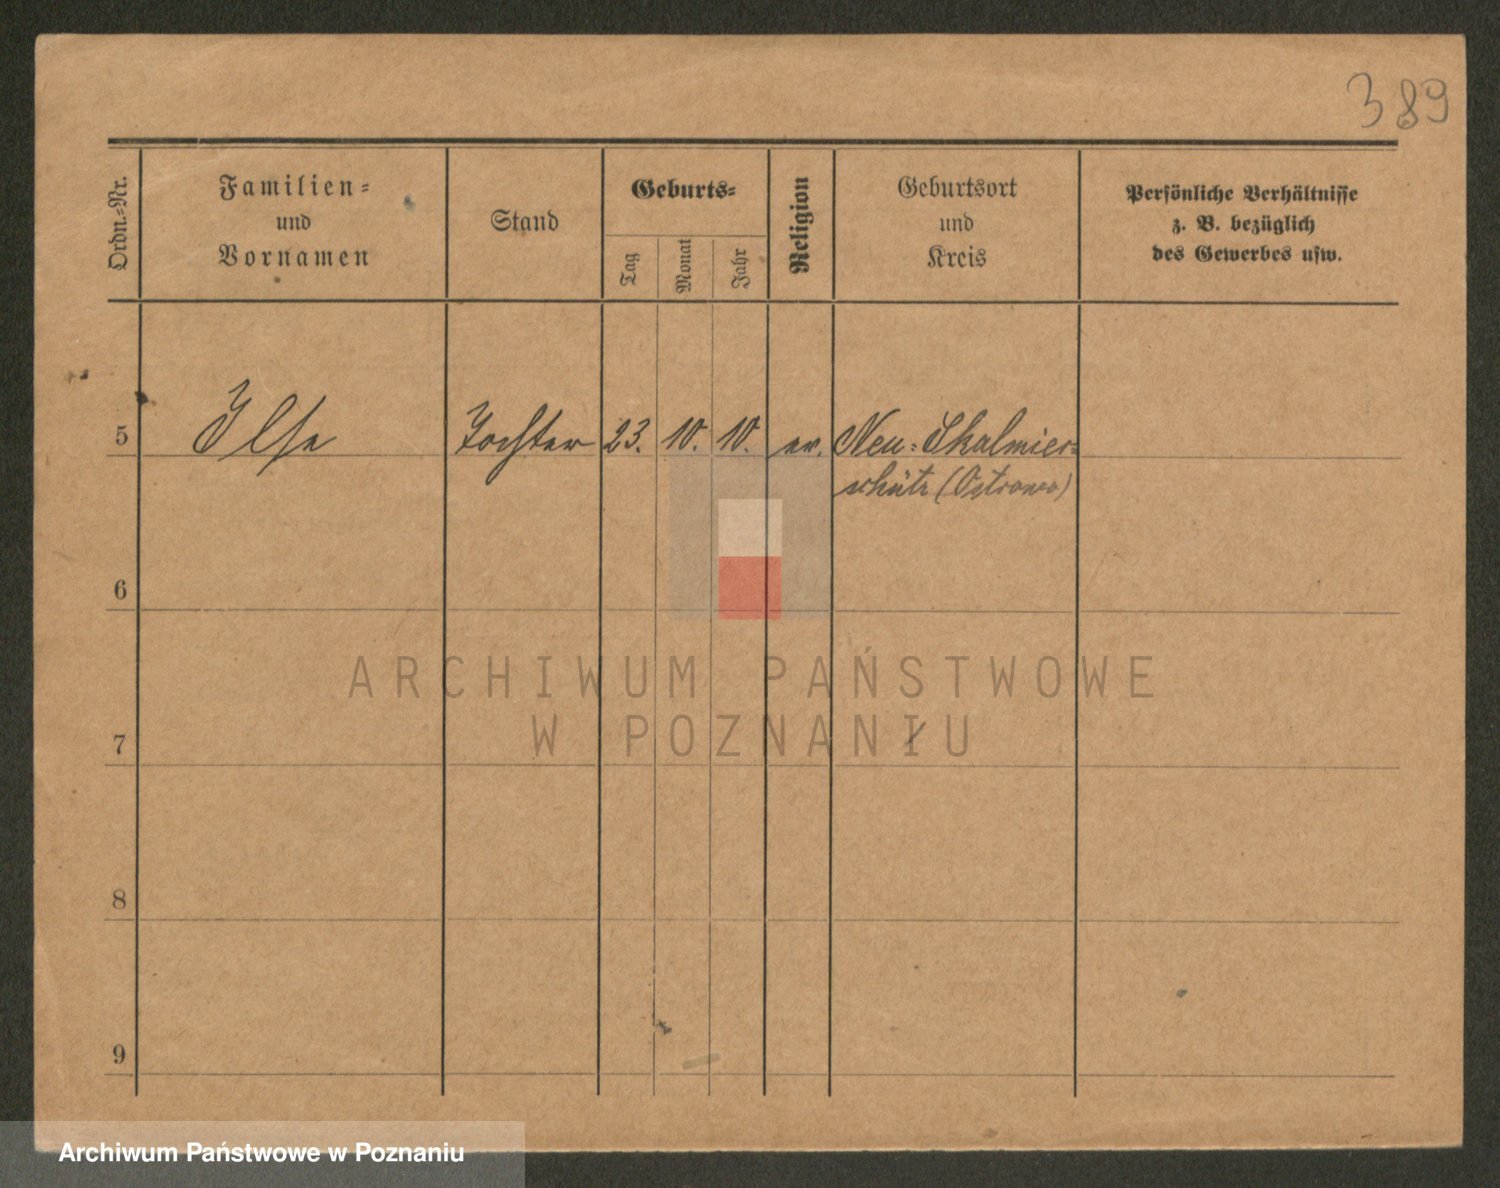 389
Ordn.-Nr.
Familien-
und
Vornamen
Stand
Geburts-
Tag
Monat
Jahr
Religion
Geburtsort
und
Kreis
Persönliche Verhältnisse
z. B. bezüglich
des Gewerbes usw.
5 Ilse Tochter 23. 10. 10. ev. Neu-Skalmier-
schütz (Ostrowo)
6
7
8
9
ARCHIWUM PAŃSTWOWE
W POZNANIU
Archiwum Państwowe w Poznaniu